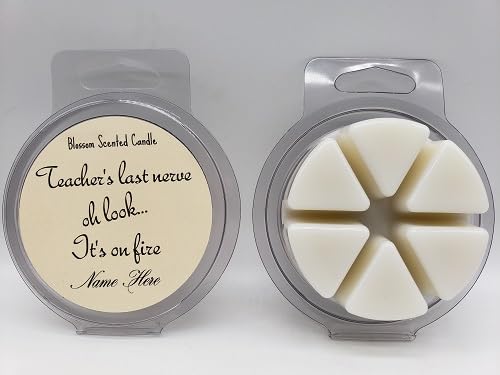 Blossom Scented Candle
Teacher's last nerve
oh look...
It's on fire
Name Here